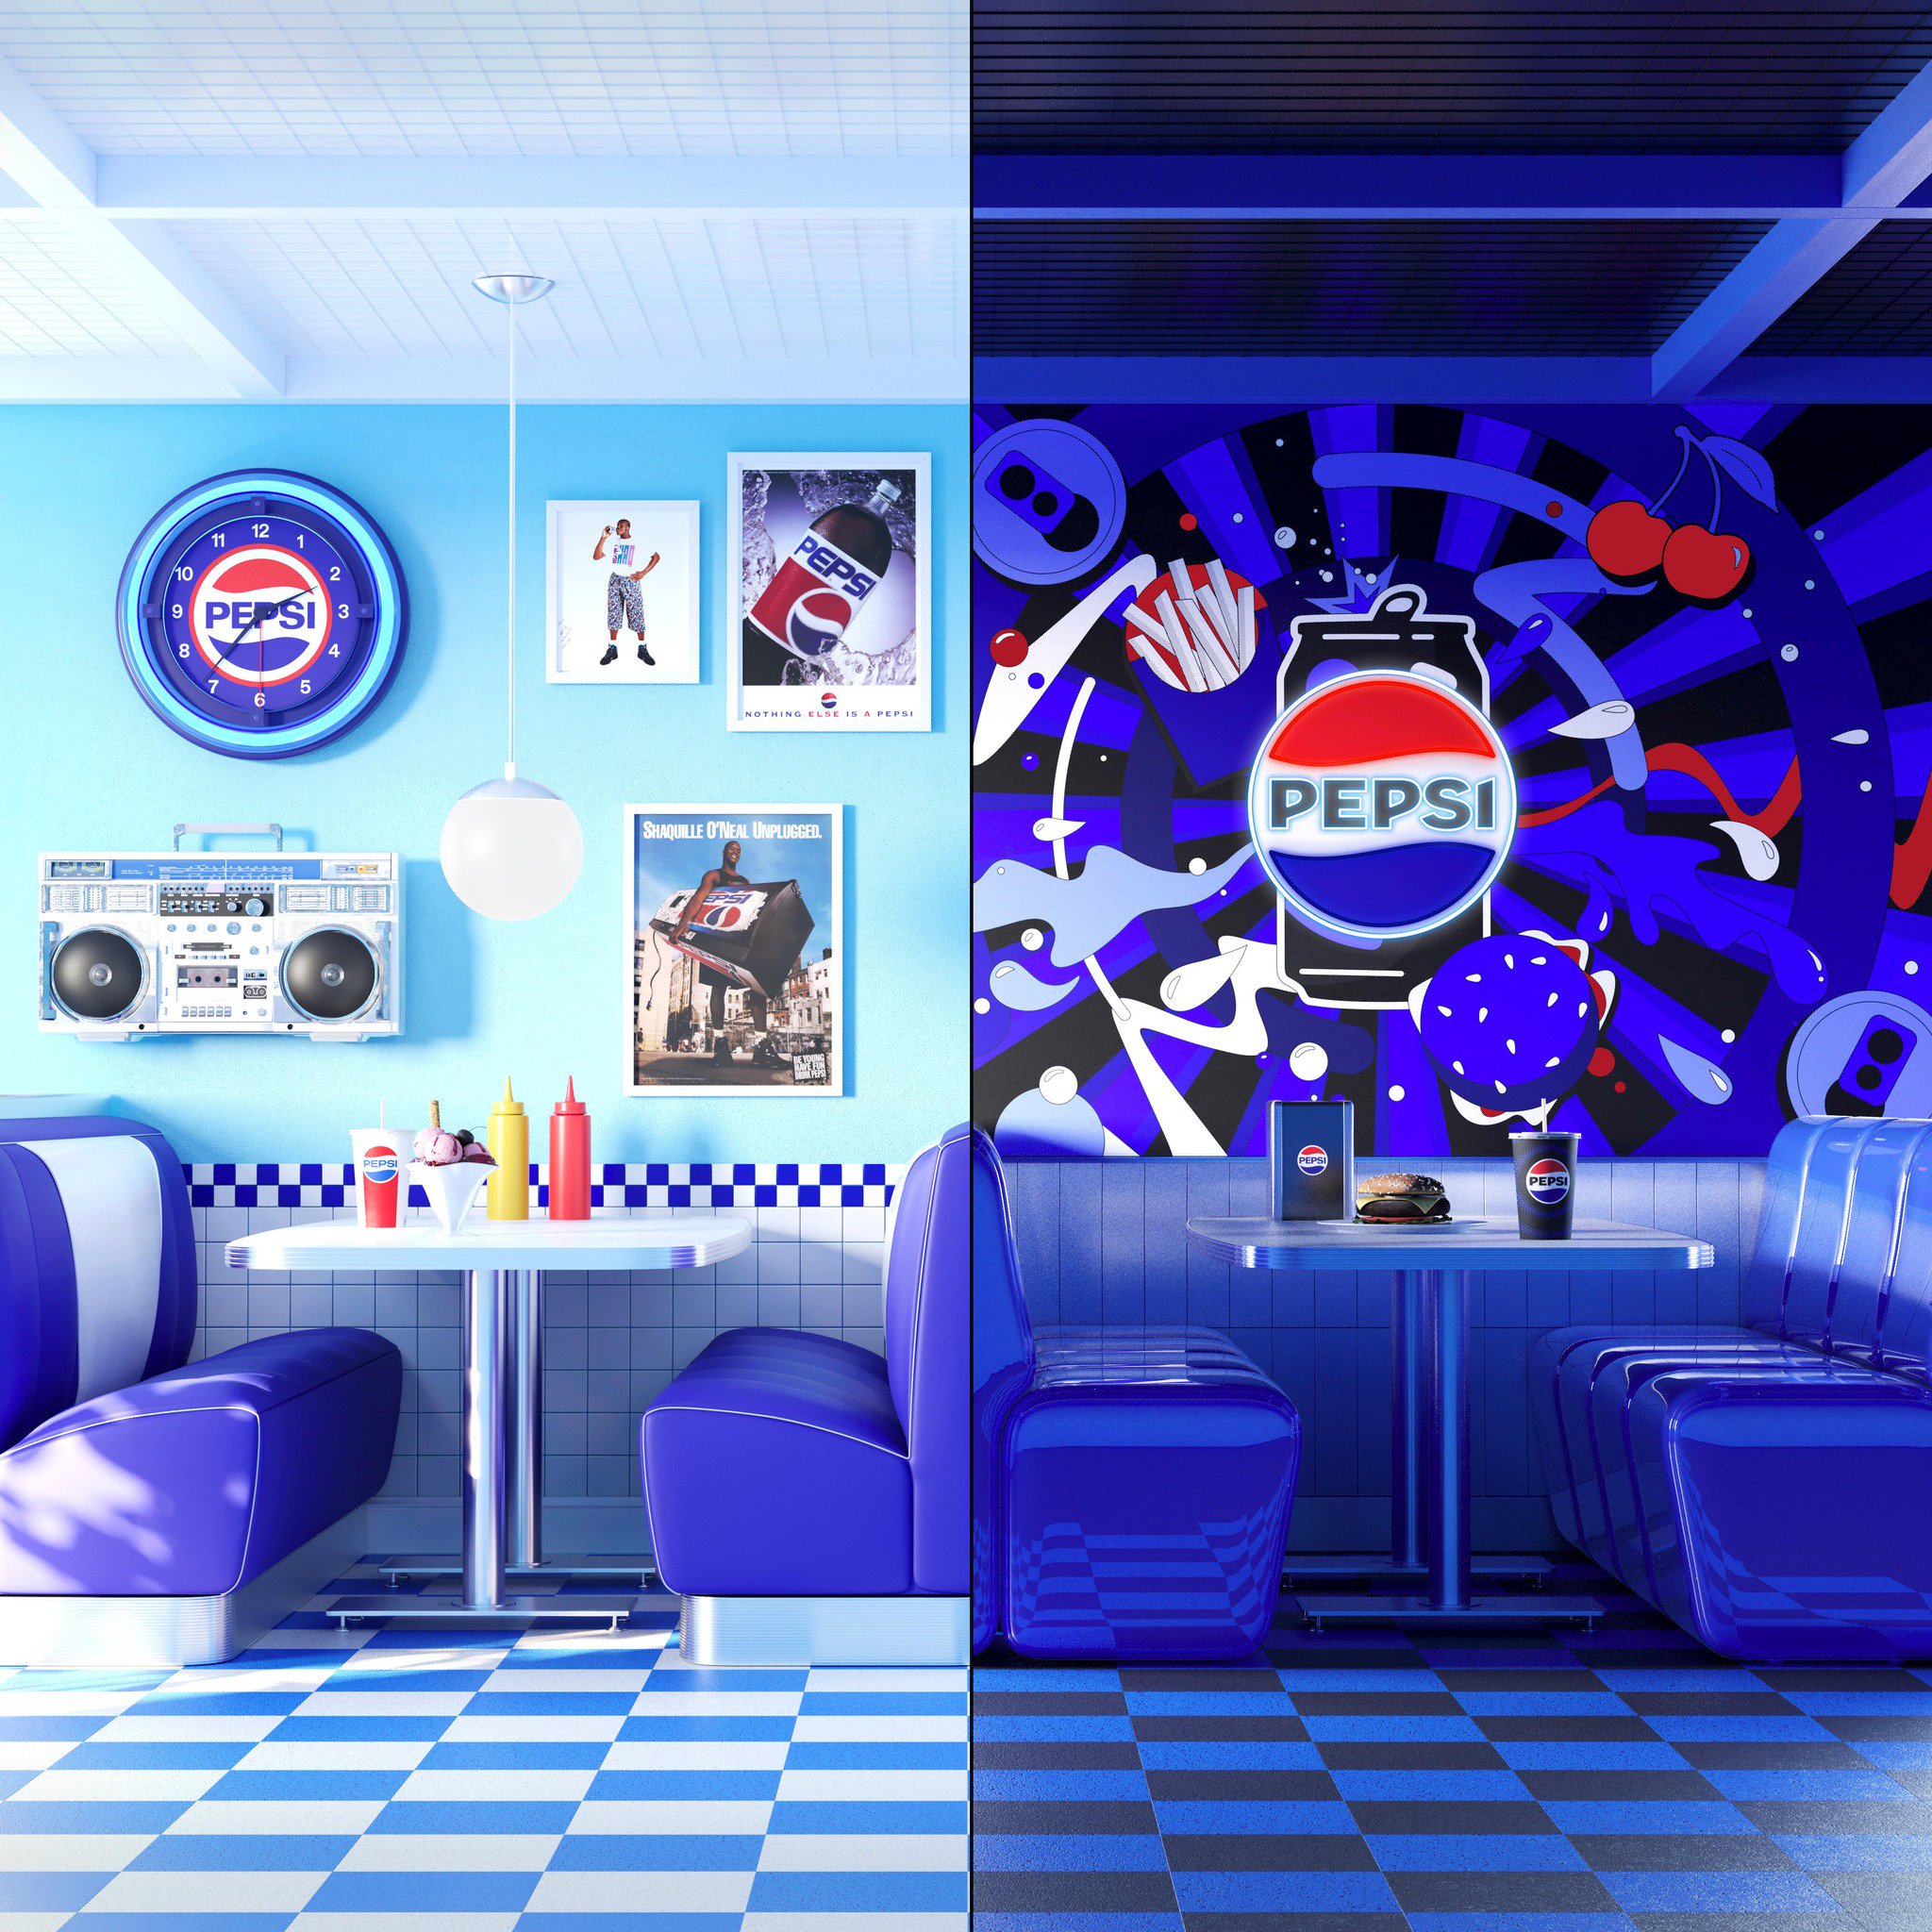 12
11 1
10 2
PEPSI
9 3
8 4
7 5
6
SHAQ
PEPSI
NOTHING ELSE IS A PEPSI
SHAQUILLE O'NEAL UNPLUGGED.
PEPSI
BE YOUNG
HAVE FUN
DRINK PEPSI
PEPSI
PEPSI
PEPSI
PEPSI